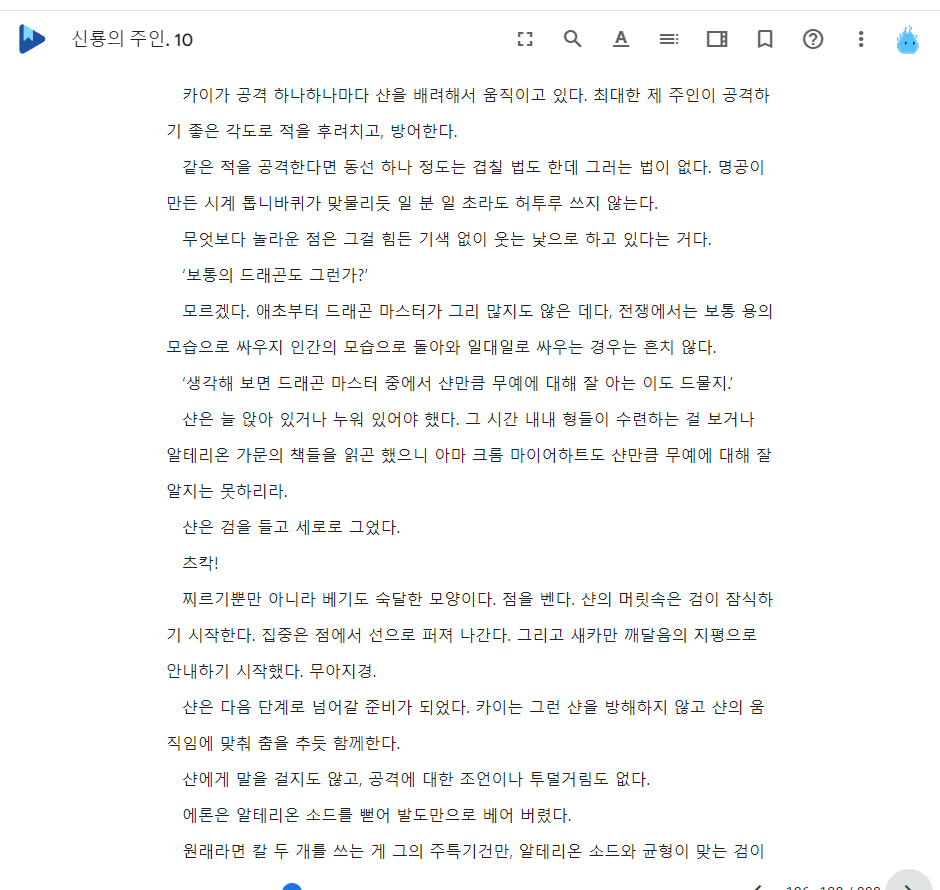 신룡의 주인. 10
카이가 공격 하나하나마다 샨을 배려해서 움직이고 있다. 최대한 제 주인이 공격하
기 좋은 각도로 적을 후려치고, 방어한다.
같은 적을 공격한다면 동선 하나 정도는 겹칠 법도 한데 그러는 법이 없다. 명공이
만든 시계 톱니바퀴가 맞물리듯 일 분 일 초라도 허투루 쓰지 않는다.
무엇보다 놀라운 점은 그걸 힘든 기색 없이 웃는 낯으로 하고 있다는 거다.
‘보통의 드래곤도 그런가?’
모르겠다. 애초부터 드래곤 마스터가 그리 많지도 않은 데다, 전쟁에서는 보통 용의
모습으로 싸우지 인간의 모습으로 돌아와 일대일로 싸우는 경우는 흔치 않다.
‘생각해 보면 드래곤 마스터 중에서 샨만큼 무예에 대해 잘 아는 이도 드물지.’
샨은 늘 앉아 있거나 누워 있어야 했다. 그 시간 내내 형들이 수련하는 걸 보거나
알테리온 가문의 책들을 읽곤 했으니 아마 크롬 마이어하트도 샨만큼 무예에 대해 잘
알지는 못하리라.
샨은 검을 들고 세로로 그었다.
츠칵!
찌르기뿐만 아니라 베기도 숙달한 모양이다. 점을 벤다. 샨의 머릿속은 검이 잠식하
기 시작한다. 집중은 점에서 선으로 퍼져 나간다. 그리고 새카만 깨달음의 지평으로
안내하기 시작했다. 무아지경.
샨은 다음 단계로 넘어갈 준비가 되었다. 카이는 그런 샨을 방해하지 않고 샨의 움
직임에 맞춰 춤을 추듯 함께한다.
샨에게 말을 걸지도 않고, 공격에 대한 조언이나 투덜거림도 없다.
에론은 알테리온 소드를 뻗어 발도만으로 베어 버렸다.
원래라면 칼 두 개를 쓰는 게 그의 주특기건만, 알테리온 소드와 균형이 맞는 검이